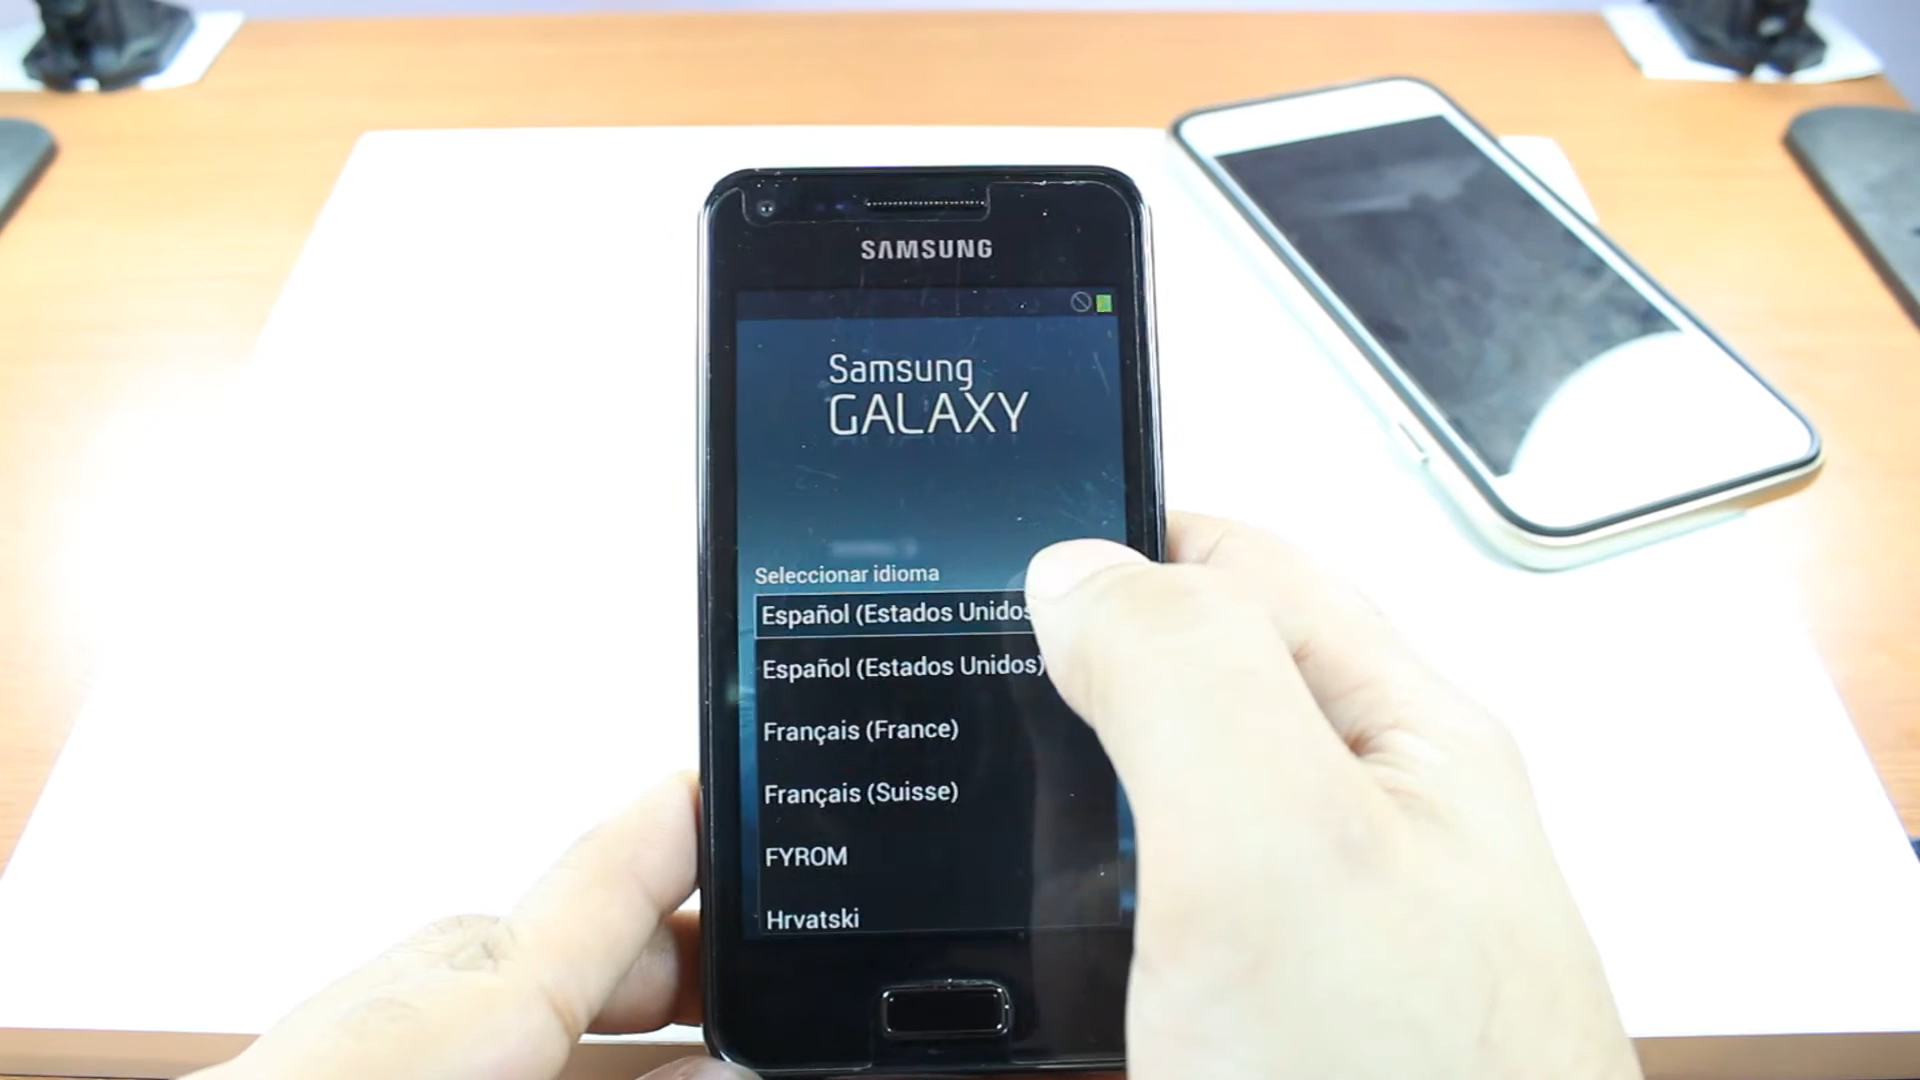 SAMSUNG
Samsung
GALAXY
Seleccionar idioma
Español (Estados Unidos
Español (Estados Unidos)
Français (France)
Français (Suisse)
FYROM
Hrvatski